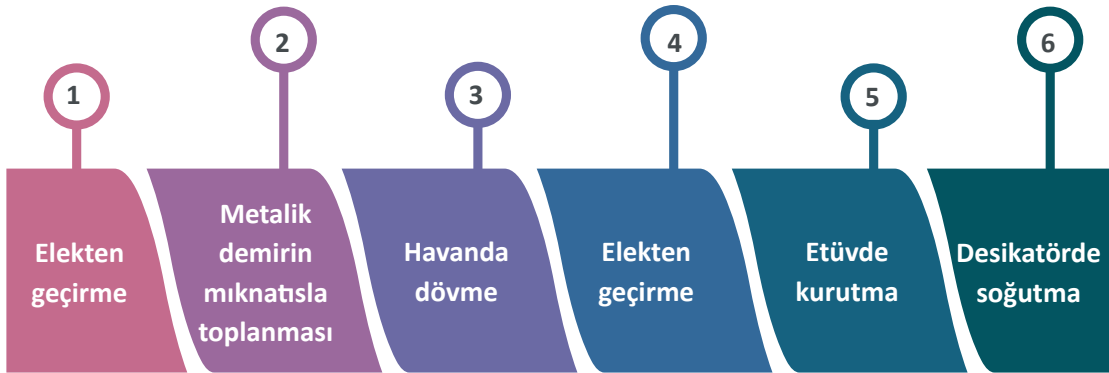 1
Elekten
geçirme
2
Metalik
demirin
mıknatısla
toplanması
3
Havanda
dövme
4
Elekten
geçirme
5
Etüvde
kurutma
6
Desikatörde
soğutma